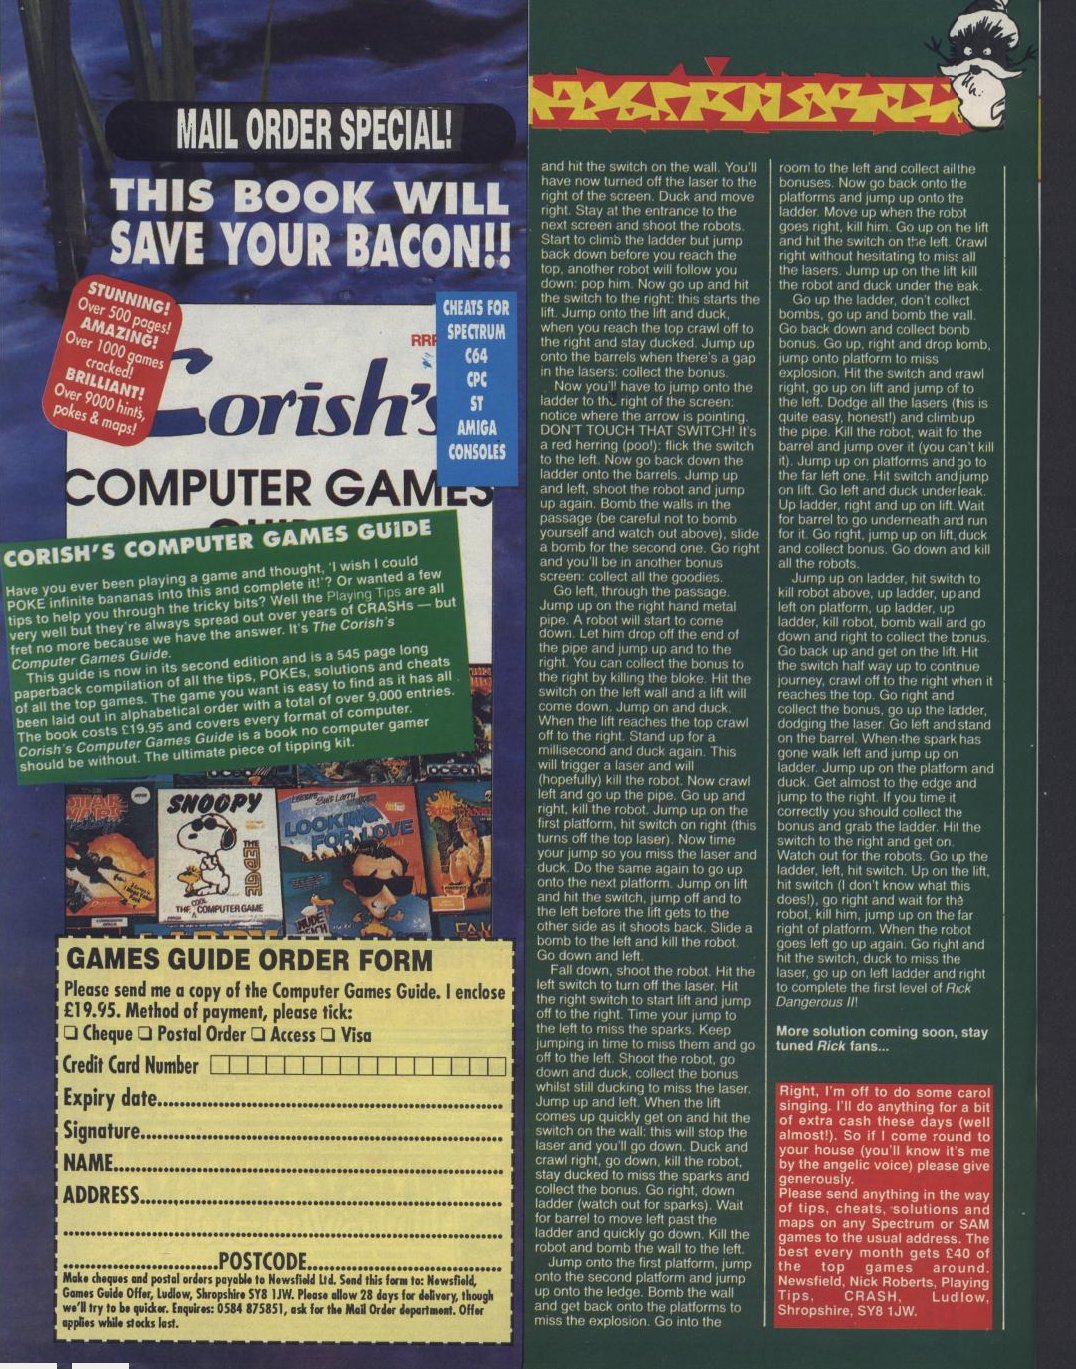 MAIL ORDER SPECIAL!
THIS BOOK WILL
SAVE YOUR BACON!!
STUNNING!
Over 500 pages!
AMAZING!
Over 1000 games
cracked!
BRILLIANT!
Over 9000 hints,
pokes & maps!
Corish's
COMPUTER GAMES
CHEATS FOR
SPECTRUM
C64
CPC
ST
AMIGA
CONSOLES
CORISH'S COMPUTER GAMES GUIDE
Have you ever been playing a game and thought, 'I wish I could
POKE infinite bananas into this and complete it!'? Or wanted a few
tips to help you through the tricky bits? Well the Playing Tips are all
very well but they're always spread out over years of CRASHs — but
fret no more because we have the answer. It's The Corish's
Computer Games Guide.
This guide is now in its second edition and is a 545 page long
paperback compilation of all the tips, POKEs, solutions and cheats
of all the top games. The game you want is easy to find as it has all
been laid out in alphabetical order with a total of over 9,000 entries.
The book costs £19.95 and covers every format of computer.
Corish's Computer Games Guide is a book no computer gamer
should be without. The ultimate piece of tipping kit.
ocean
STAR WARS
SNOOPY
THE COOL COMPUTER GAME
THE EDGE
Leisure Suit Larry
LOOKING
FOR LOVE
GAMES GUIDE ORDER FORM
Please send me a copy of the Computer Games Guide. I enclose
£19.95. Method of payment, please tick:
❏ Cheque ❏ Postal Order ❏ Access ❏ Visa
Credit Card Number
Expiry date
Signature
NAME
ADDRESS
POSTCODE
Make cheques and postal orders payable to Newsfield Ltd. Send this form to: Newsfield,
Games Guide Offer, Ludlow, Shropshire SY8 1JW. Please allow 28 days for delivery, though
we'll try to be quicker. Enquires: 0584 875851, ask for the Mail Order department. Offer
applies while stocks last.
and hit the switch on the wall. You'll
have now turned off the laser to the
right of the screen. Duck and move
right. Stay at the entrance to the
next screen and shoot the robots.
Start to climb the ladder but jump
back down before you reach the
top, another robot will follow you
down: pop him. Now go up and hit
the switch to the right: this starts the
lift. Jump onto the lift and duck,
when you reach the top crawl off to
the right and stay ducked. Jump up
onto the barrels when there's a gap
in the lasers: collect the bonus.
Now you'll have to jump onto the
ladder to the right of the screen:
notice where the arrow is pointing.
DON'T TOUCH THAT SWITCH! It's
a red herring (poo!): flick the switch
to the left. Now go back down the
ladder onto the barrels. Jump up
and left, shoot the robot and jump
up again. Bomb the walls in the
passage (be careful not to bomb
yourself and watch out above), slide
a bomb for the second one. Go right
and you'll be in another bonus
screen: collect all the goodies.
Go left, through the passage.
Jump up on the right hand metal
pipe. A robot will start to come
down. Let him drop off the end of
the pipe and jump up and to the
right. You can collect the bonus to
the right by killing the bloke. Hit the
switch on the left wall and a lift will
come down. Jump on and duck.
When the lift reaches the top crawl
off to the right. Stand up for a
millisecond and duck again. This
will trigger a laser and will
(hopefully) kill the robot. Now crawl
left and go up the pipe. Go up and
right, kill the robot. Jump up on the
first platform, hit switch on right (this
turns off the top laser). Now time
your jump so you miss the laser and
duck. Do the same again to go up
onto the next platform. Jump on lift
and hit the switch, jump off and to
the left before the lift gets to the
other side as it shoots back. Slide a
bomb to the left and kill the robot.
Go down and left.
Fall down, shoot the robot. Hit the
left switch to turn off the laser. Hit
the right switch to start lift and jump
off to the right. Time your jump to
the left to miss the sparks. Keep
jumping in time to miss them and go
off to the left. Shoot the robot, go
down and duck, collect the bonus
whilst still ducking to miss the laser.
Jump up and left. When the lift
comes up quickly get on and hit the
switch on the wall: this will stop the
laser and you'll go down. Duck and
crawl right, go down, kill the robot,
stay ducked to miss the sparks and
collect the bonus. Go right, down
ladder (watch out for sparks). Wait
for barrel to move left past the
ladder and quickly go down. Kill the
robot and bomb the wall to the left.
Jump onto the first platform, jump
onto the second platform and jump
up onto the ledge. Bomb the wall
and get back onto the platforms to
miss the explosion. Go into the
room to the left and collect all the
bonuses. Now go back onto the
platforms and jump up onto the
ladder. Move up when the robot
goes right, kill him. Go up on he lift
and hit the switch on the left. Crawl
right without hesitating to miss all
the lasers. Jump up on the lift kill
the robot and duck under the eak.
Go up the ladder, don't collect
bombs, go up and bomb the wall.
Go back down and collect bomb
bonus. Go up, right and drop bomb,
jump onto platform to miss
explosion. Hit the switch and crawl
right, go up on lift and jump of to
the left. Dodge all the lasers (his is
quite easy, honest!) and climb up
the pipe. Kill the robot, wait fo the
barrel and jump over it (you can't kill
it). Jump up on platforms and go to
the far left one. Hit switch and jump
on lift. Go left and duck under leak.
Up ladder, right and up on lift. Wait
for barrel to go underneath and run
for it. Go right, jump up on lift, duck
and collect bonus. Go down and kill
all the robots.
Jump up on ladder, hit switch to
kill robot above, up ladder, up and
left on platform, up ladder, up
ladder, kill robot, bomb wall and go
down and right to collect the bonus.
Go back up and get on the lift. Hit
the switch half way up to continue
journey, crawl off to the right when it
reaches the top. Go right and
collect the bonus, go up the ladder,
dodging the laser. Go left and stand
on the barrel. When the spark has
gone walk left and jump up on
ladder. Jump up on the platform and
duck. Get almost to the edge and
jump to the right. If you time it
correctly you should collect the
bonus and grab the ladder. Hit the
switch to the right and get on.
Watch out for the robots. Go up the
ladder, left, hit switch. Up on the lift,
hit switch (I don't know what this
does!), go right and wait for the
robot, kill him, jump up on the far
right of platform. When the robot
goes left go up again. Go right and
hit the switch, duck to miss the
laser, go up on left ladder and right
to complete the first level of Rick
Dangerous II!
More solution coming soon, stay
tuned Rick fans...
Right, I'm off to do some carol
singing. I'll do anything for a bit
of extra cash these days (well
almost!). So if I come round to
your house (you'll know it's me
by the angelic voice) please give
generously.
Please send anything in the way
of tips, cheats, solutions and
maps on any Spectrum or SAM
games to the usual address. The
best every month gets £40 of
the top games around.
Newsfield, Nick Roberts, Playing
Tips, CRASH, Ludlow,
Shropshire, SY8 1JW.